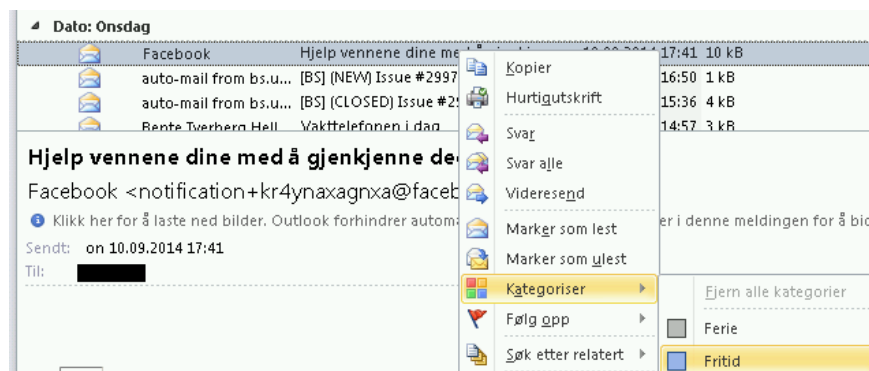 Dato: Onsdag
Facebook Hjelp vennene dine me 17:41 10 kB
auto-mail from bs.u... [BS] (NEW) Issue #2997 16:50 1 kB
auto-mail from bs.u... [BS] (CLOSED) Issue #29 15:36 4 kB
Bente Tverberg Hell Vakttelefonen i dag 14:57 3 kB
Hjelp vennene dine med å gjenkjenne de
Facebook <notification+kr4ynaxagnxa@faceb
Klikk her for å laste ned bilder. Outlook forhindrer autom er i denne meldingen for å
Sendt: on 10.09.2014 17:41
Til:
Kopier
Hurtigutskrift
Svar
Svar alle
Videresend
Marker som lest
Marker som ulest
Kategoriser
Følg opp
Søk etter relatert
Fjern alle kategorier
Ferie
Fritid